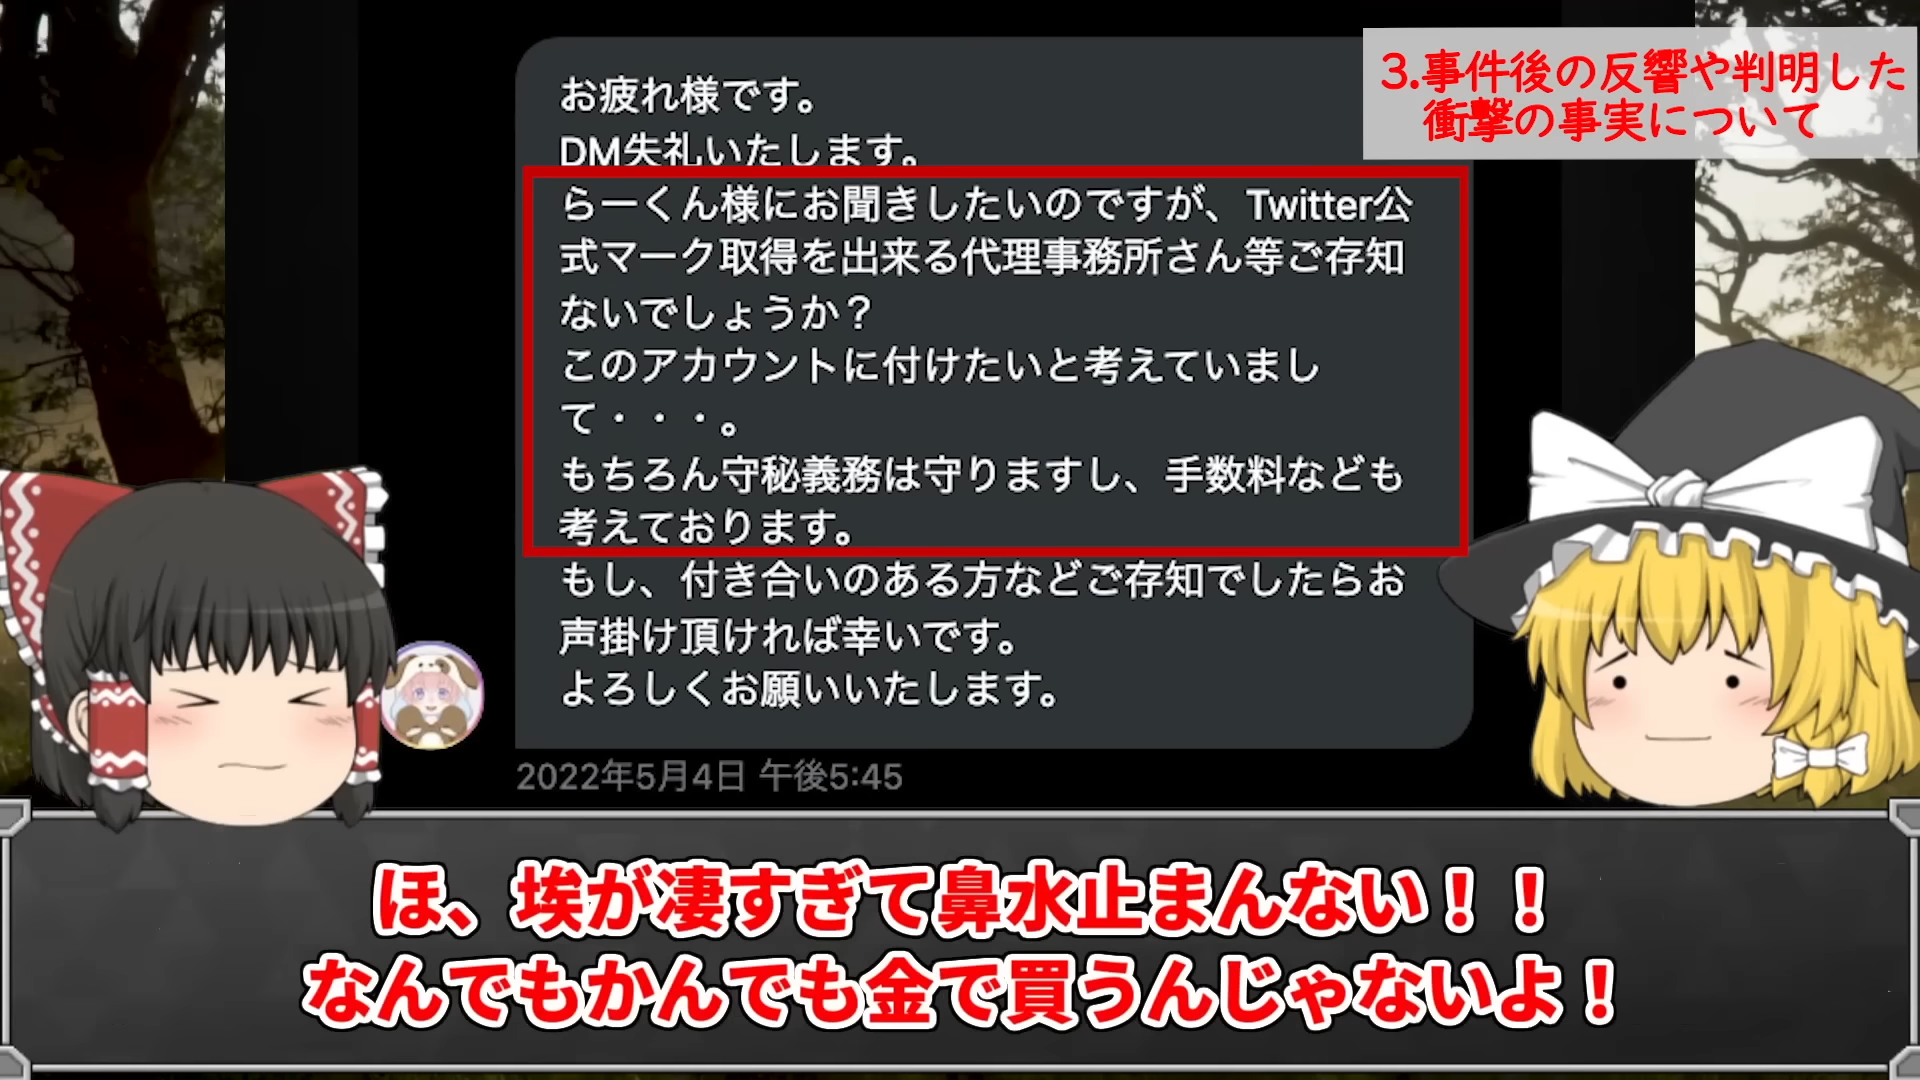 3.事件後の反響や判明した
衝撃の事実について
お疲れ様です。
DM失礼いたします。
らーくん様にお聞きしたいのですが、Twitter公
式マーク取得を出来る代理事務所さん等ご存知
ないでしょうか？
このアカウントに付けたいと考えていまし
て・・・。
もちろん守秘義務は守りますし、手数料なども
考えております。
もし、付き合いのある方などご存知でしたらお
声掛け頂ければ幸いです。
よろしくお願いいたします。
2022年5月4日 午後5:45
ほ、埃が凄すぎて鼻水止まんない！！
なんでもかんでも金で買うんじゃないよ！